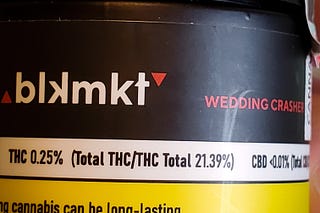 blkmkt
WEDDING CRASHER
THC 0.25% (Total THC/THC Total 21.39%) CBD <0.01% (Total
cannabis can be long-lasting